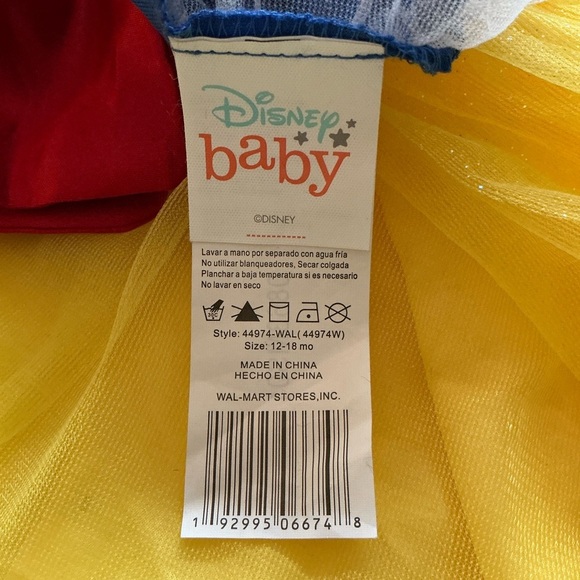 Disney
baby
©DISNEY
Lavar a mano por separado con agua fría
No utilizar blanqueadores, Secar colgada
Planchar a baja temperatura si es necesario
No lavar en seco
Style: 44974-WAL( 44974W)
Size: 12-18 mo
MADE IN CHINA
HECHO EN CHINA
WAL-MART STORES,INC.
1 92995 06674 8